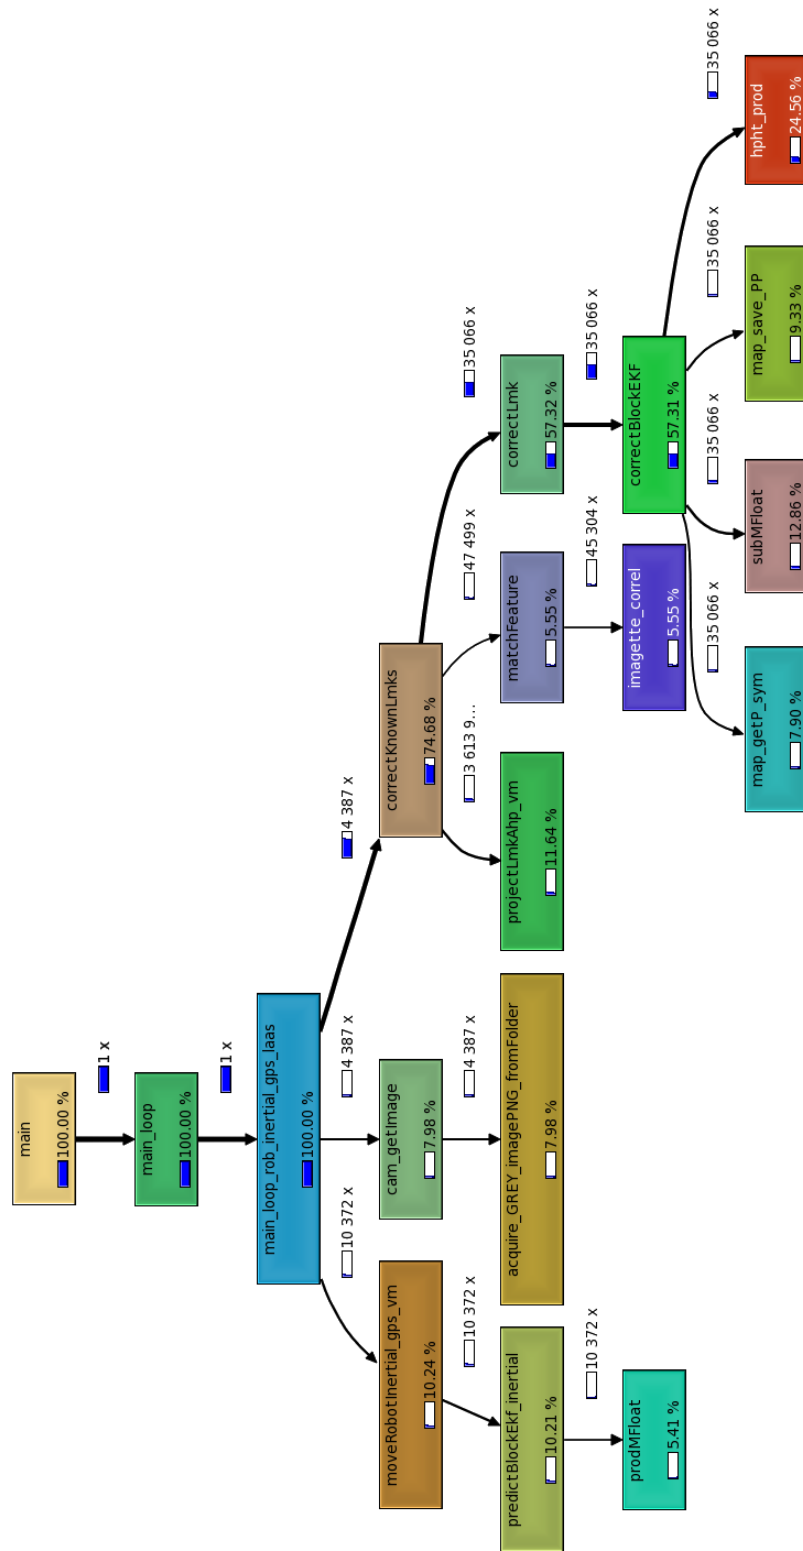 main
100.00 %
1 x
main_loop
100.00 %
1 x
main_loop_rob_inertial_gps_laas
100.00 %
10 372 x
4 387 x
4 387 x
moveRobotInertial_gps_vm
10.24 %
cam_getImage
7.98 %
correctKnownLmks
74.68 %
10 372 x
4 387 x
3 613 9...
47 499 x
35 066 x
predictBlockEkf_inertial
10.21 %
acquire_GREY_imagePNG_fromFolder
7.98 %
projectLmkAhp_vm
11.64 %
matchFeature
5.55 %
correctLmk
57.32 %
10 372 x
45 304 x
35 066 x
prodMFloat
5.41 %
imagette_correl
5.55 %
correctBlockEKF
57.31 %
35 066 x
35 066 x
35 066 x
35 066 x
map_getP_sym
7.90 %
subMFloat
12.86 %
map_save_PP
9.33 %
hpht_prod
24.56 %